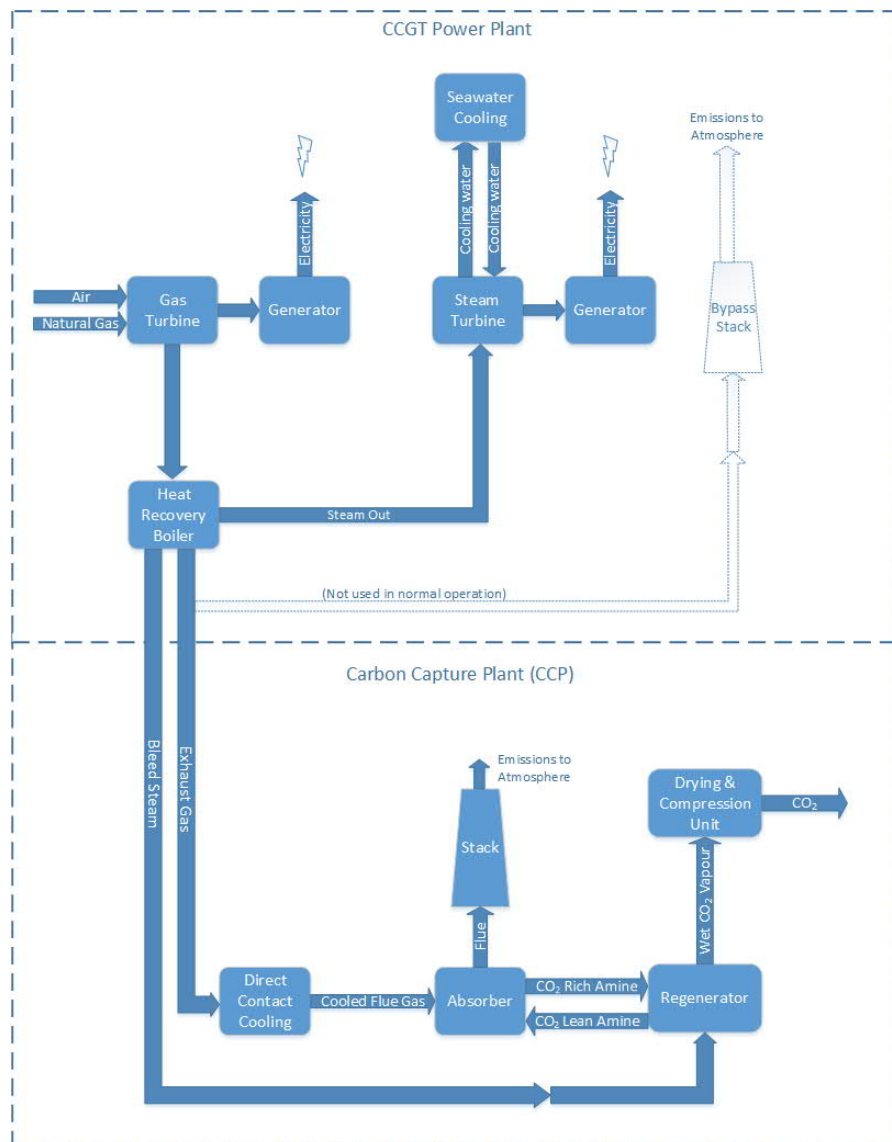 CCGT Power Plant
Seawater
Cooling
Emissions to
Atmosphere
Electricity
Cooling water
Cooling water
Electricity
Air
Natural Gas
Gas
Turbine
Generator
Steam
Turbine
Generator
Bypass
Stack
Heat
Recovery
Boiler
Steam Out
(Not used in normal operation)
Carbon Capture Plant (CCP)
Bleed Steam
Exhaust Gas
Emissions to
Atmosphere
Stack
Drying &
Compression
Unit
CO₂
Wet CO₂ Vapour
Flue
Direct
Contact
Cooling
Cooled Flue Gas
Absorber
CO₂ Rich Amine
CO₂ Lean Amine
Regenerator